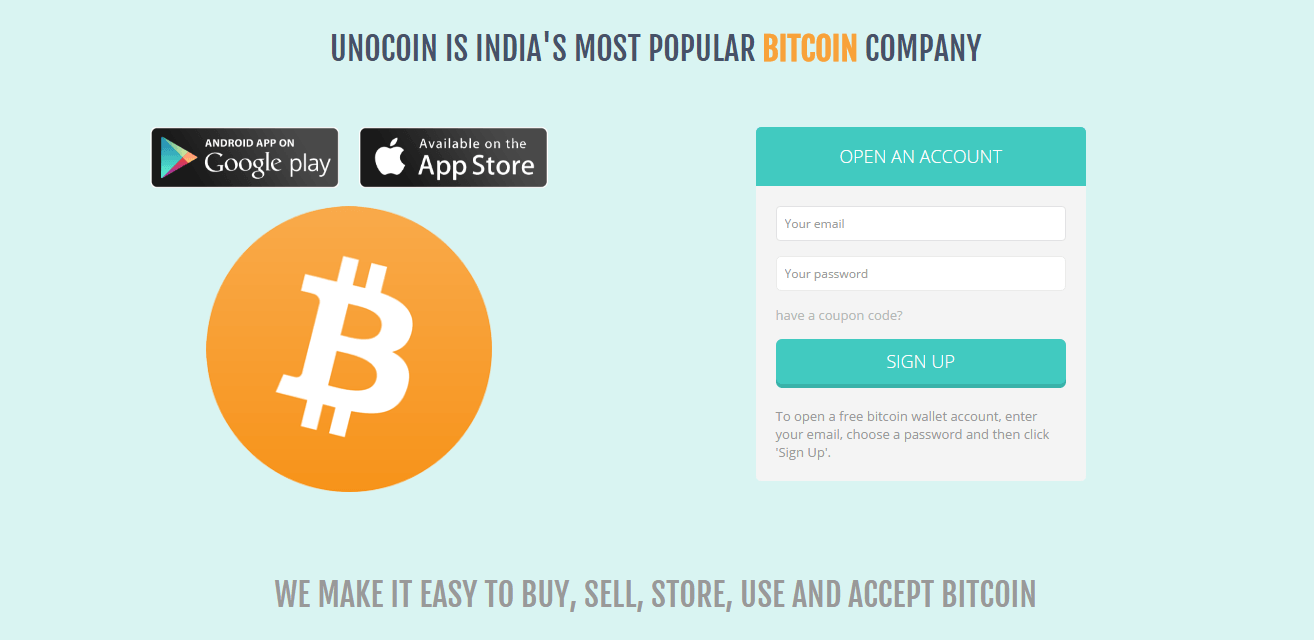 UNOCOIN IS INDIA'S MOST POPULAR BITCOIN COMPANY
ANDROID APP ON
Google play
Available on the
App Store
OPEN AN ACCOUNT
Your email
Your password
have a coupon code?
SIGN UP
To open a free bitcoin wallet account, enter
your email, choose a password and then click
'Sign Up'.
WE MAKE IT EASY TO BUY, SELL, STORE, USE AND ACCEPT BITCOIN